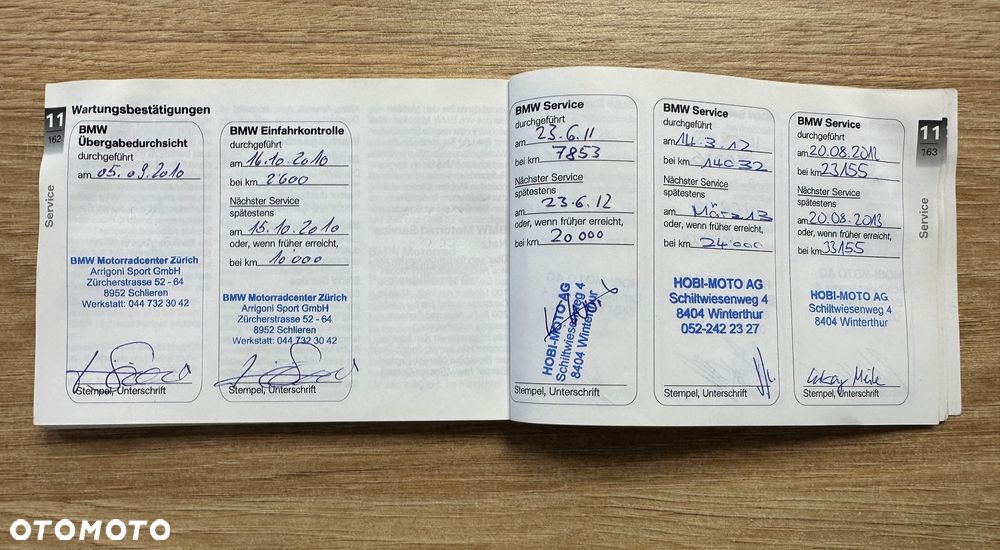 11
162
Service
Wartungsbestätigungen
BMW
Übergabedurchsicht
durchgeführt
am 05.09.2010
BMW Motorradcenter Zürich
Arrigoni Sport GmbH
Zürcherstrasse 52 - 64
8952 Schlieren
Werkstatt: 044 732 30 42
Stempel, Unterschrift
BMW Einfahrkontrolle
durchgeführt
am 14.10.2010
bei km 2600
Nächster Service
spätestens
am 15.10.2010
oder, wenn früher erreicht,
bei km 10000
BMW Motorradcenter Zürich
Arrigoni Sport GmbH
Zürcherstrasse 52 - 64
8952 Schlieren
Werkstatt: 044 732 30 42
Stempel, Unterschrift
BMW Service
durchgeführt
am 23.6.11
bei km 7853
Nächster Service
spätestens
am 23.6.12
oder, wenn früher erreicht,
bei km 20 000
HOBI-MOTO AG
Schiltwiesenweg 4
8404 Winterthur
Stempel, Unterschrift
BMW Service
durchgeführt
am 14.3.12
bei km 14032
Nächster Service
spätestens
am März 13
oder, wenn früher erreicht,
bei km 24000
HOBI-MOTO AG
Schiltwiesenweg 4
8404 Winterthur
052-242 23 27
Stempel, Unterschrift
BMW Service
durchgeführt
am 20.08.2012
bei km 23155
Nächster Service
spätestens
am 20.08.2013
oder, wenn früher erreicht,
bei km 33155
HOBI-MOTO AG
Schiltwiesenweg 4
8404 Winterthur
Stempel, Unterschrift
11
163
Service
OTOMOTO